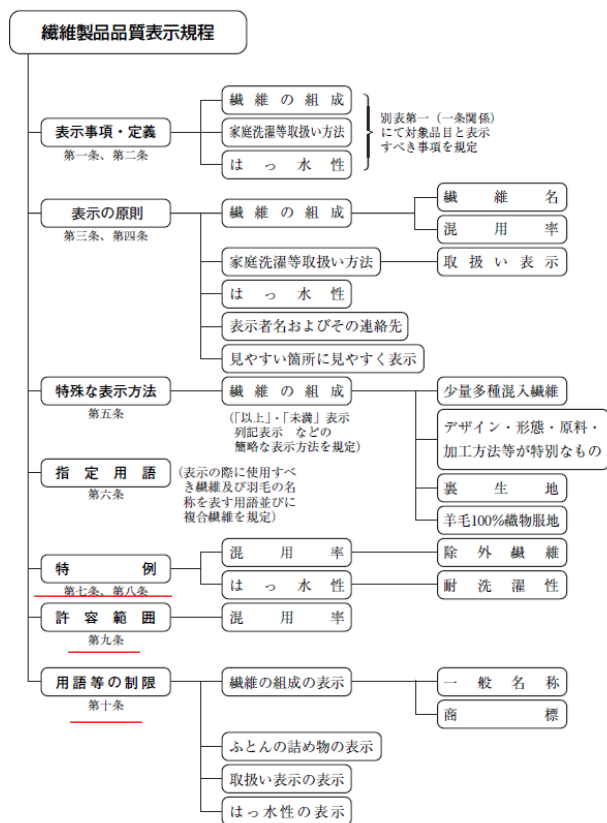 繊維製品品質表示規程
表示事項・定義
第一条、第二条
繊維の組成
家庭洗濯等取扱い方法
はっ水性
別表第一（一条関係）
にて対象品目と表示
すべき事項を規定
表示の原則
第三条、第四条
繊維の組成
繊維名
混用率
家庭洗濯等取扱い方法
取扱い表示
はっ水性
表示者名およびその連絡先
見やすい箇所に見やすく表示
特殊な表示方法
第五条
繊維の組成
（「以上」・「未満」表示
列記表示　などの
簡略な表示方法を規定）
少量多種混入繊維
デザイン・形態・原料・
加工方法等が特別なもの
裏生地
羊毛100%織物服地
指定用語
第六条
（表示の際に使用すべ
き繊維及び羽毛の名
称を表す用語並びに
複合繊維を規定）
特例
第七条、第八条
混用率
除外繊維
はっ水性
耐洗濯性
許容範囲
第九条
混用率
用語等の制限
第十条
繊維の組成の表示
一般名称
商標
ふとんの詰め物の表示
取扱い表示の表示
はっ水性の表示